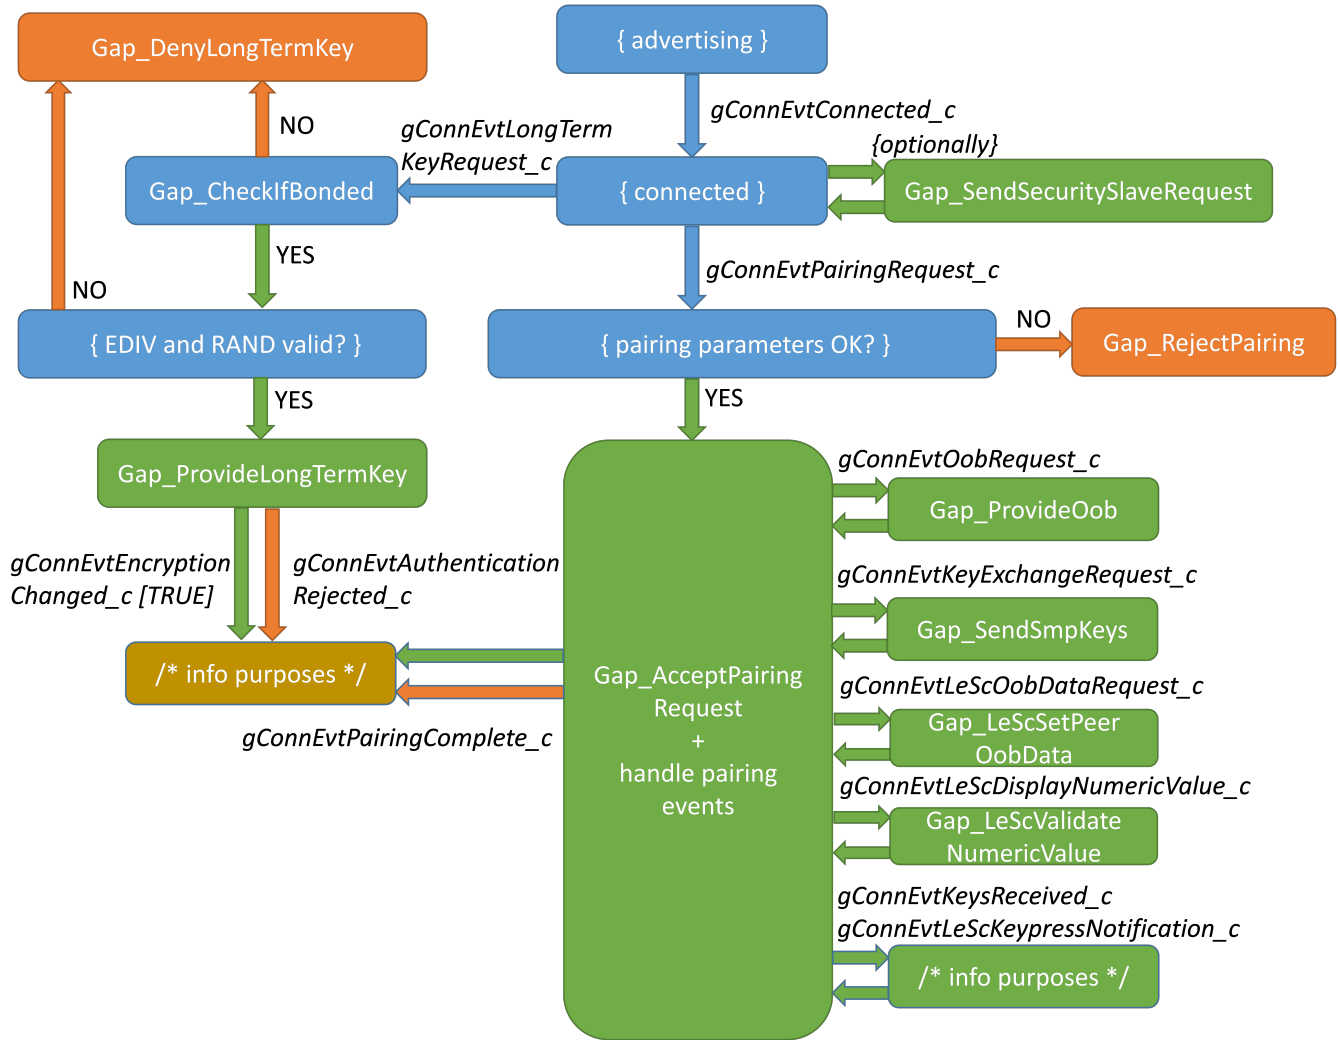 Gap_DenyLongTermKey
{ advertising }
NO
gConnEvtConnected_c
gConnEvtLongTerm
KeyRequest_c
{optionally}
Gap_CheckIfBonded
{ connected }
Gap_SendSecuritySlaveRequest
YES
gConnEvtPairingRequest_c
NO
{ EDIV and RAND valid? }
{ pairing parameters OK? }
NO
Gap_RejectPairing
YES
YES
Gap_ProvideLongTermKey
gConnEvtEncryption
Changed_c [TRUE]
gConnEvtAuthentication
Rejected_c
/* info purposes */
gConnEvtPairingComplete_c
Gap_AcceptPairing
Request
+
handle pairing
events
gConnEvtOobRequest_c
Gap_ProvideOob
gConnEvtKeyExchangeRequest_c
Gap_SendSmpKeys
gConnEvtLeScOobDataRequest_c
Gap_LeScSetPeer
OobData
gConnEvtLeScDisplayNumericValue_c
Gap_LeScValidate
NumericValue
gConnEvtKeysReceived_c
gConnEvtLeScKeypressNotification_c
/* info purposes */